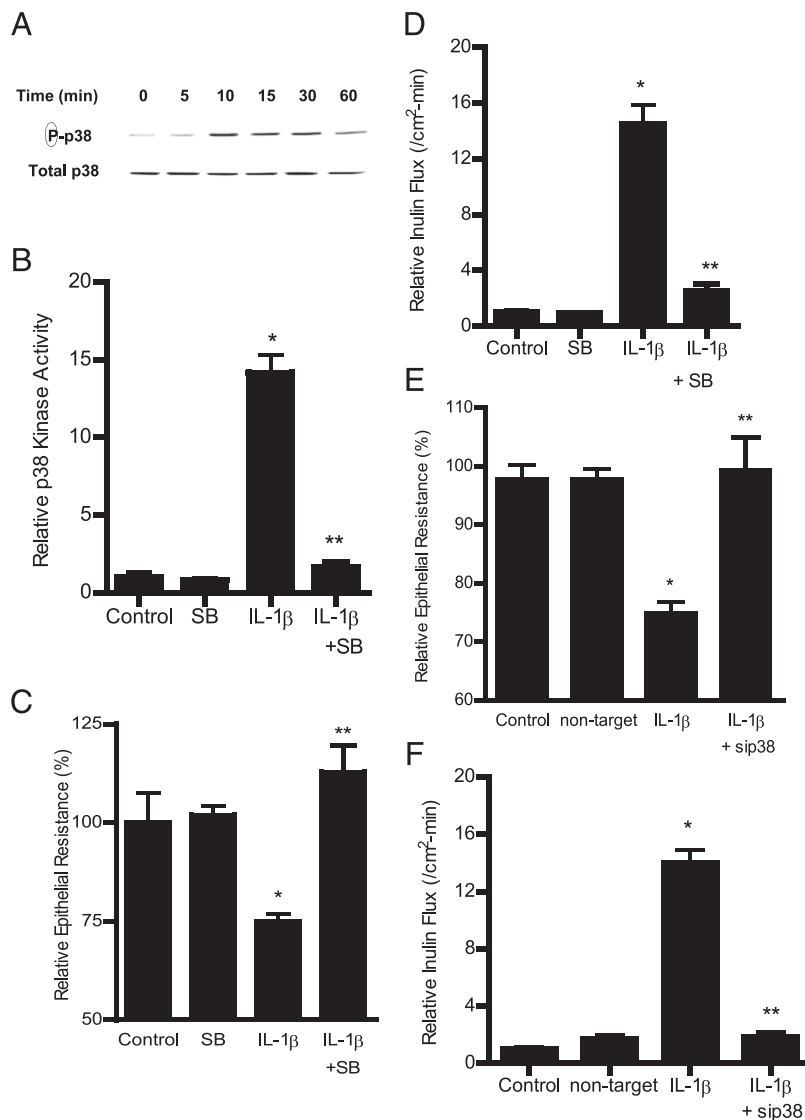 A
Time (min) 0 5 10 15 30 60
P-p38
Total p38
B
Relative p38 Kinase Activity
20
15
10
5
0
*
**
Control SB IL-1β IL-1β
+SB
C
Relative Epithelial Resistance (%)
125
100
75
50
*
**
Control SB IL-1β IL-1β
+SB
D
Relative Inulin Flux (/cm²-min)
20
16
12
8
4
0
*
**
Control SB IL-1β IL-1β
+ SB
E
Relative Epithelial Resistance (%)
100
100
90
80
70
60
*
**
Control non-target IL-1β IL-1β
+ sip38
F
Relative Inulin Flux (/cm²-min)
20
16
12
8
4
0
*
**
Control non-target IL-1β IL-1β
+ sip38